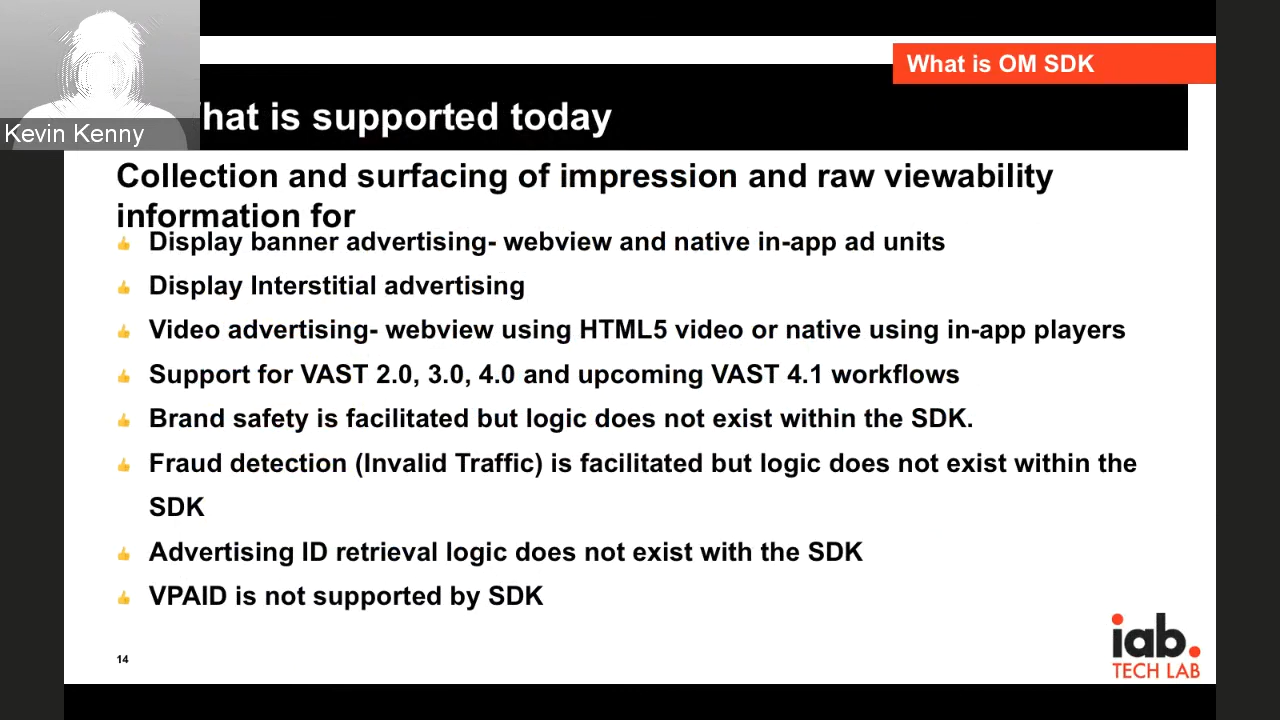 What is OM SDK
Kevin Kenny
hat is supported today
Collection and surfacing of impression and raw viewability
information for
Display banner advertising- webview and native in-app ad units
Display Interstitial advertising
Video advertising- webview using HTML5 video or native using in-app players
Support for VAST 2.0, 3.0, 4.0 and upcoming VAST 4.1 workflows
Brand safety is facilitated but logic does not exist within the SDK.
Fraud detection (Invalid Traffic) is facilitated but logic does not exist within the
SDK
Advertising ID retrieval logic does not exist with the SDK
VPAID is not supported by SDK
14
iab.
TECH LAB